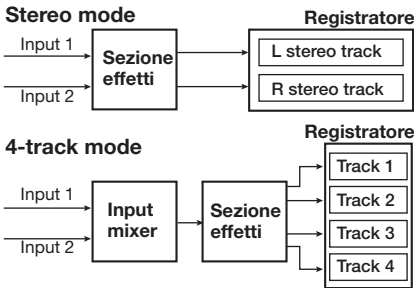 Stereo mode
Registratore
Input 1
Input 2
Sezione
effetti
L stereo track
R stereo track
4-track mode
Registratore
Input 1
Input 2
Input
mixer
Sezione
effetti
Track 1
Track 2
Track 3
Track 4